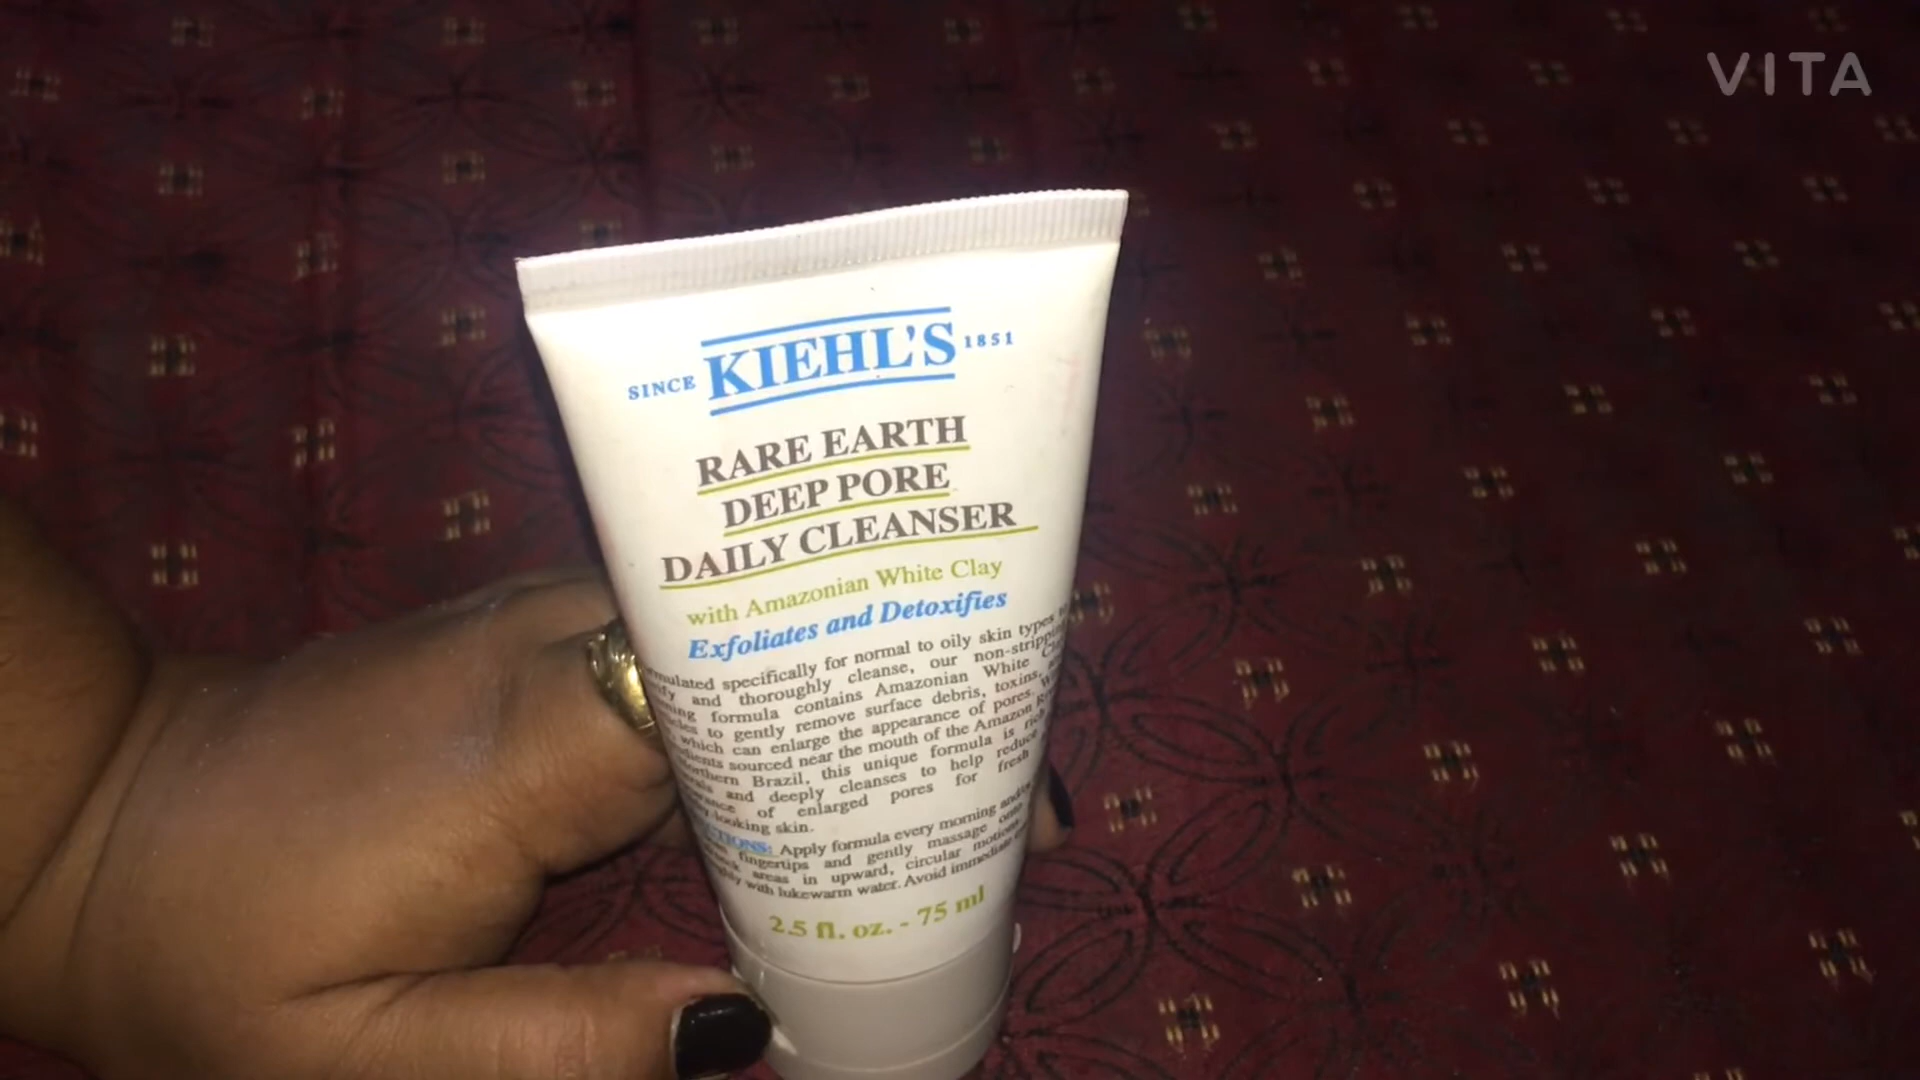 VITA
SINCE KIEHL'S 1851
RARE EARTH
DEEP PORE
DAILY CLEANSER
with Amazonian White Clay
Exfoliates and Detoxifies
specifically for normal to oily skin types
and thoroughly cleanse, our non-stripping
formula contains Amazonian White
to gently remove surface debris, toxins,
which can enlarge the appearance of pores.
sourced near the mouth of the Amazon
Northern Brazil, this unique formula is rich
and deeply cleanses to help reduce
of enlarged pores for fresh
looking skin.
Apply formula every morning and/
fingertips and gently massage onto
areas in upward, circular motions.
with lukewarm water. Avoid immediate
2.5 fl. oz. - 75 ml